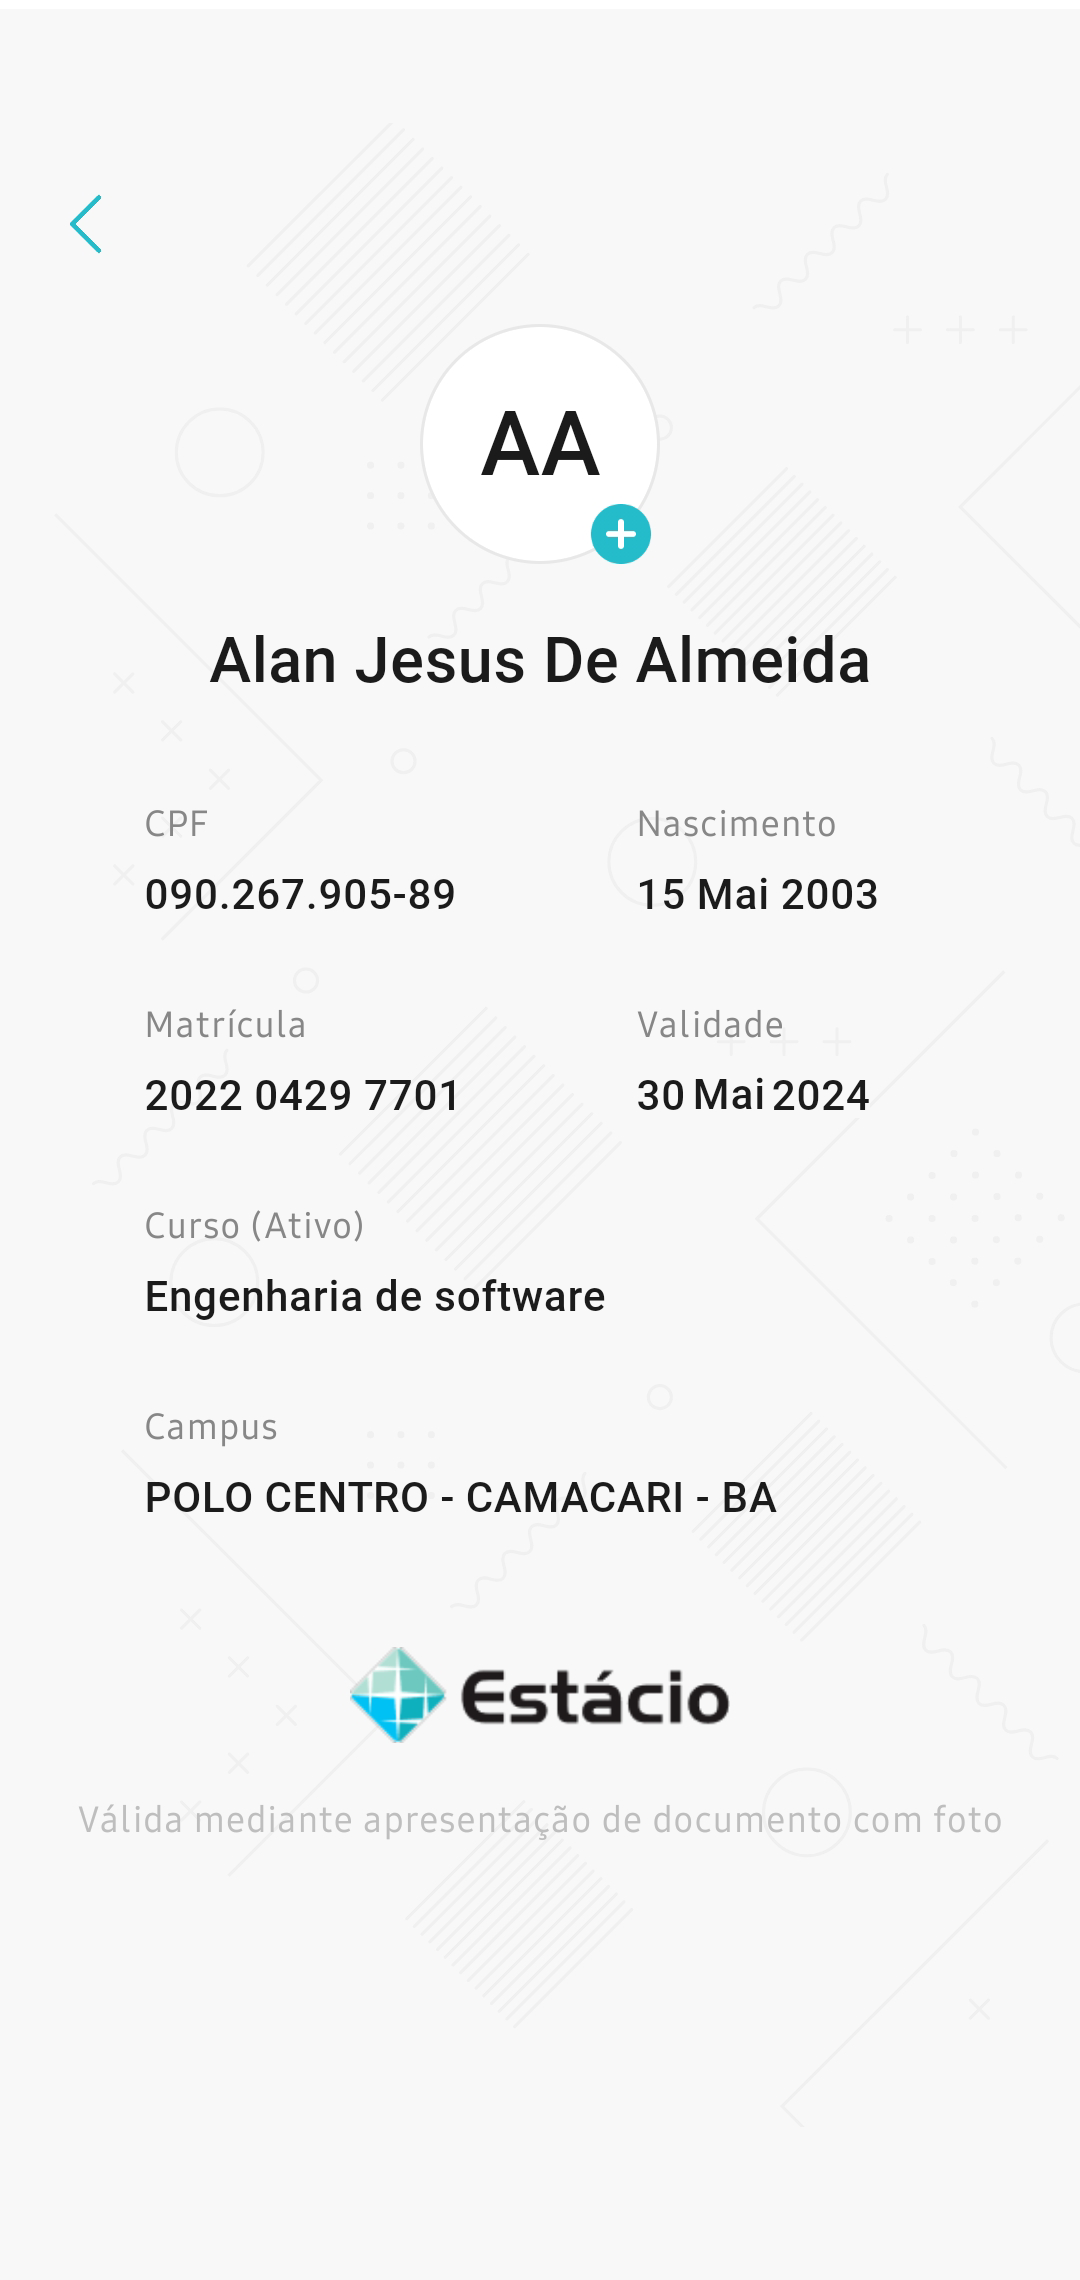 AA
Alan Jesus De Almeida
CPF
Nascimento
090.267.905-89
15 Mai 2003
Matrícula
Validade
2022 0429 7701
30 Mai 2024
Curso (Ativo)
Engenharia de software
Campus
POLO CENTRO - CAMACARI - BA
Estácio
Válida mediante apresentação de documento com foto